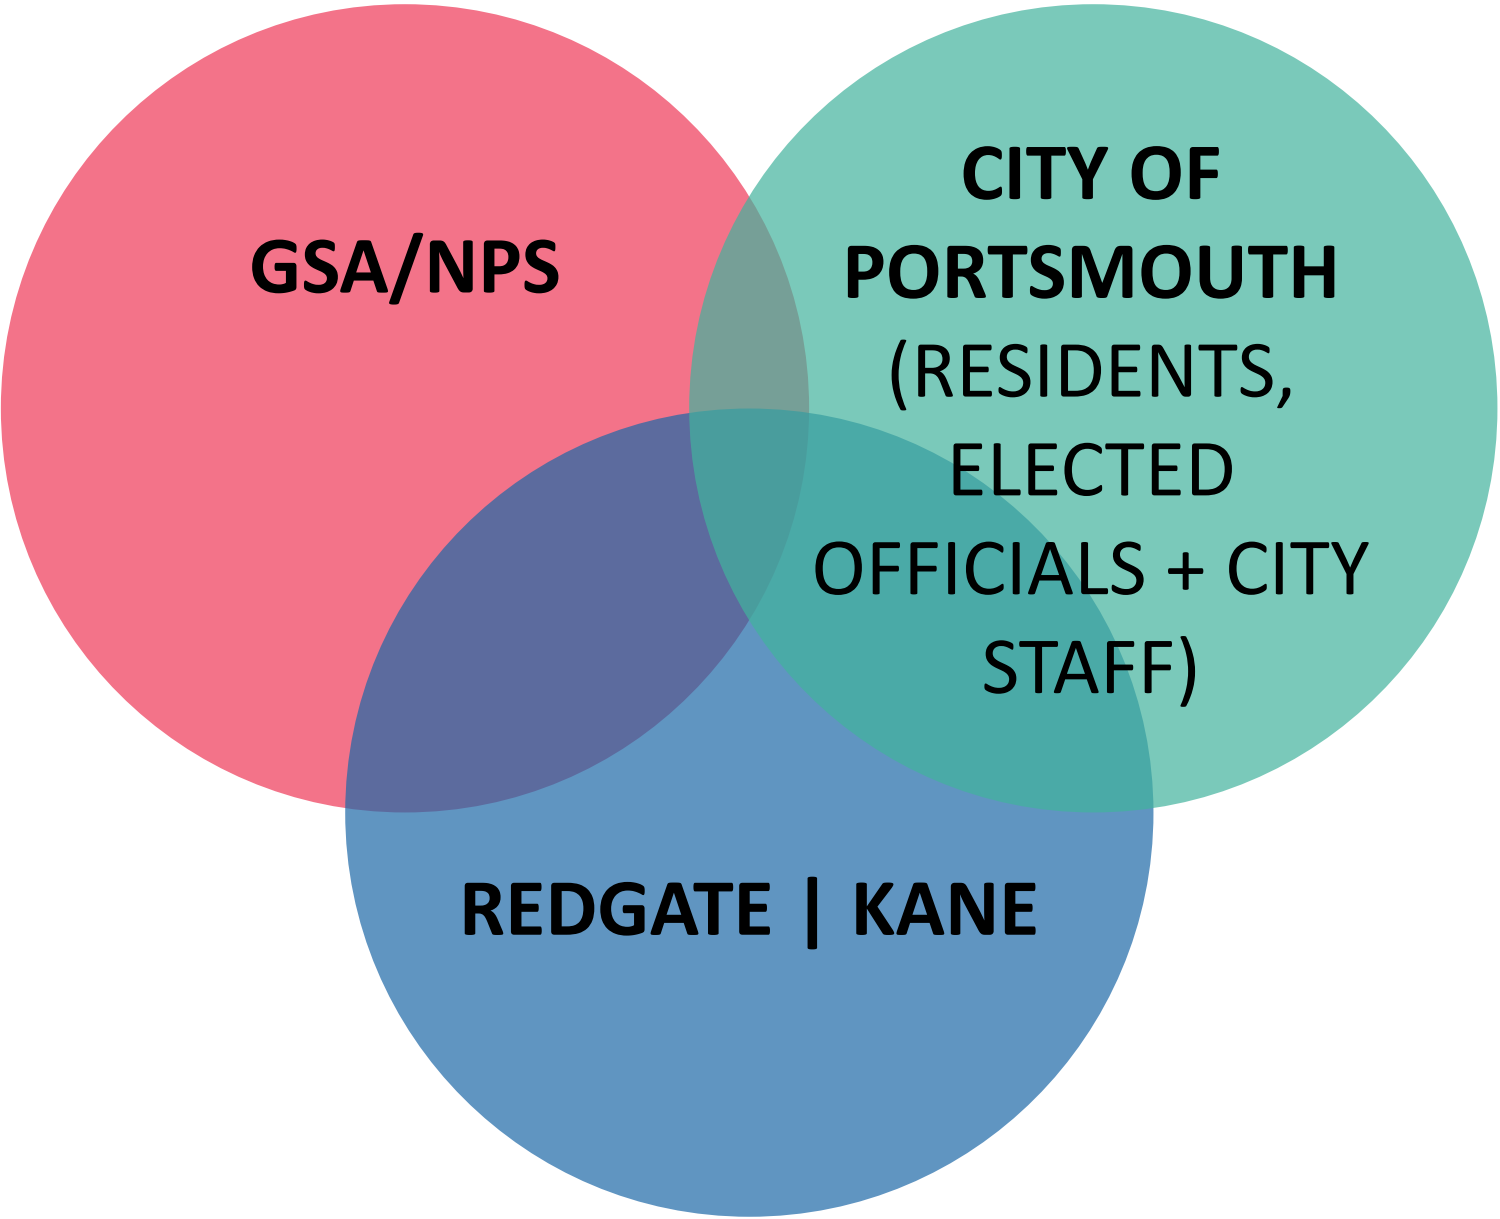 GSA/NPS
CITY OF
PORTSMOUTH
(RESIDENTS,
ELECTED
OFFICIALS + CITY
STAFF)
REDGATE | KANE